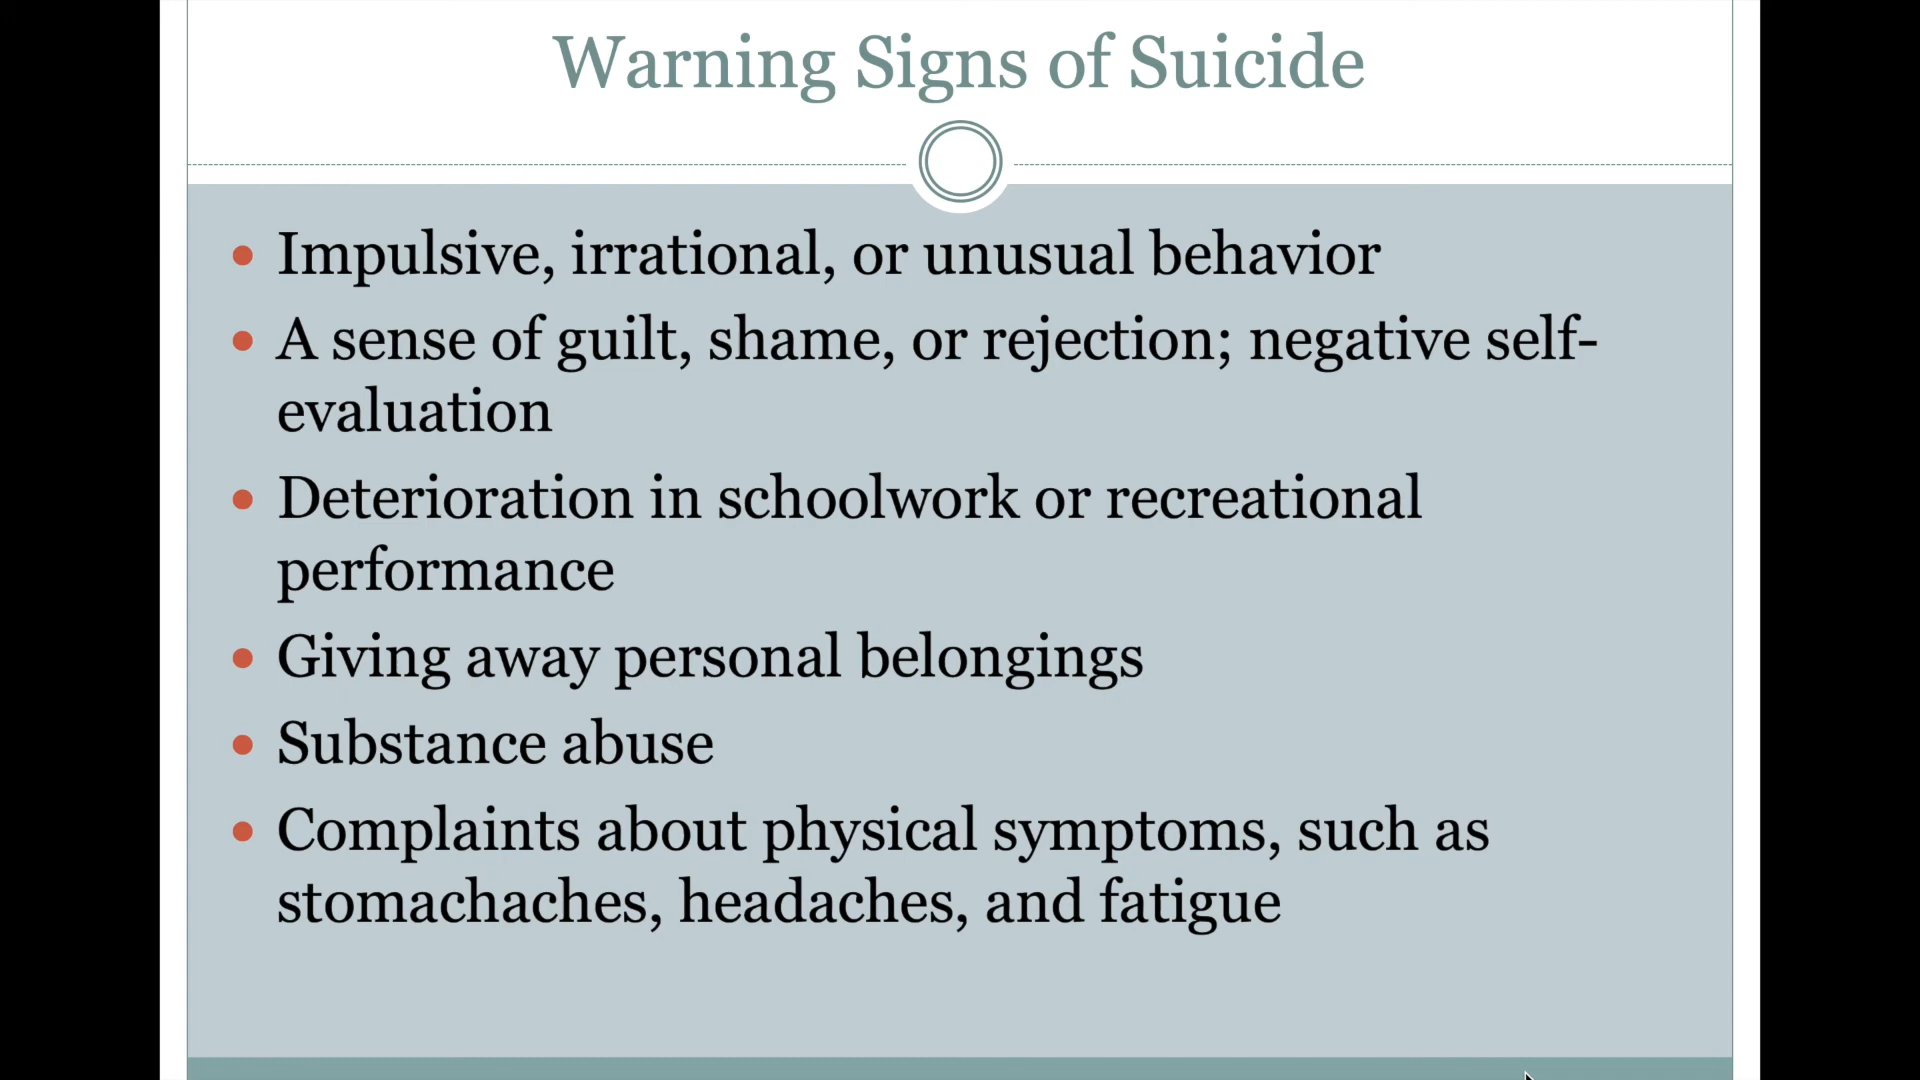 Warning Signs of Suicide
Impulsive, irrational, or unusual behavior
A sense of guilt, shame, or rejection; negative self-
evaluation
Deterioration in schoolwork or recreational
performance
Giving away personal belongings
Substance abuse
Complaints about physical symptoms, such as
stomachaches, headaches, and fatigue